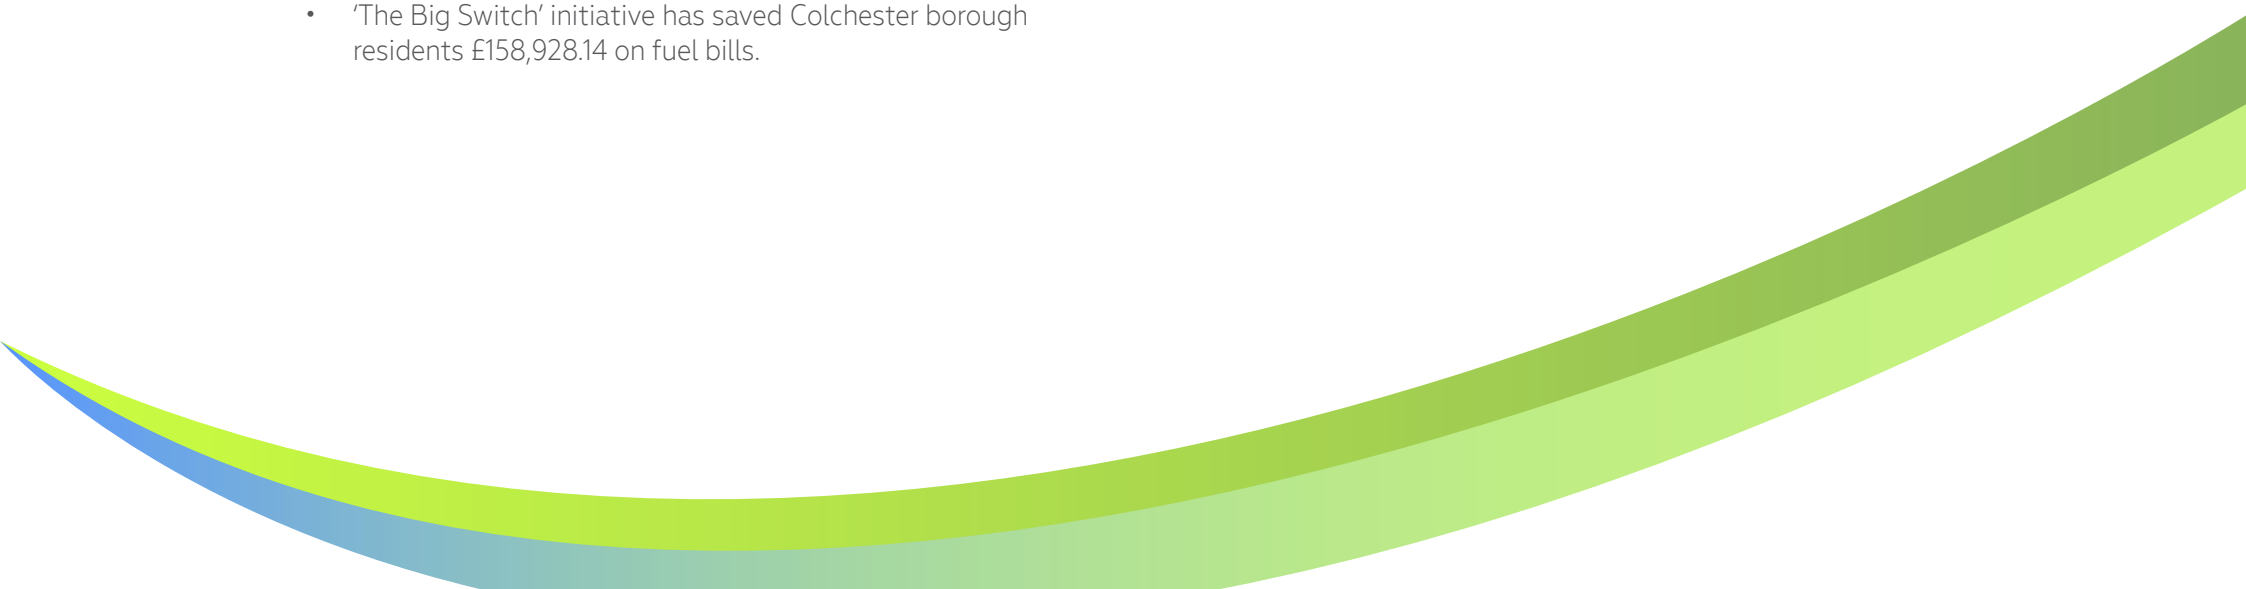 • ‘The Big Switch’ initiative has saved Colchester borough
residents £158,928.14 on fuel bills.